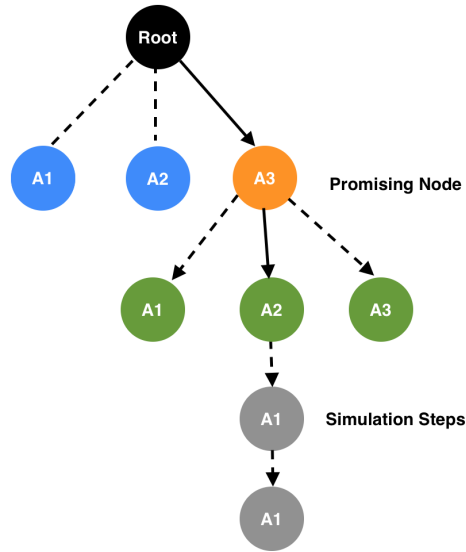 Root
A1
A2
A3
Promising Node
A1
A2
A3
A1
Simulation Steps
A1